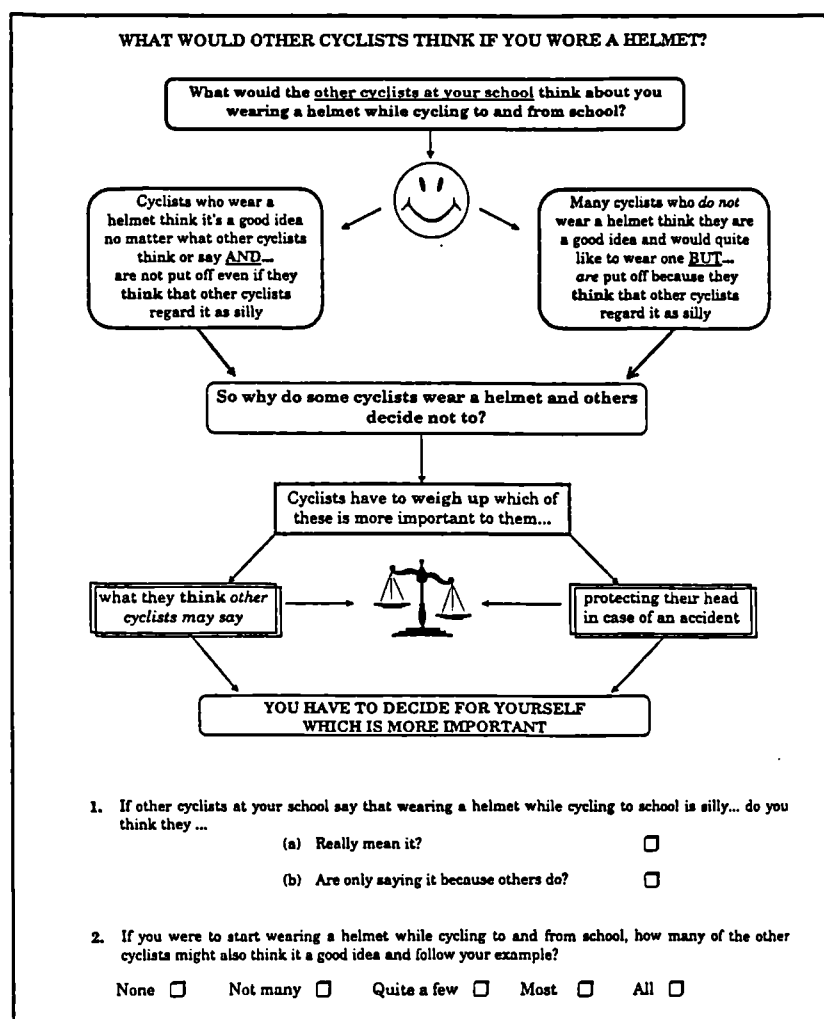 WHAT WOULD OTHER CYCLISTS THINK IF YOU WORE A HELMET?
What would the other cyclists at your school think about you
wearing a helmet while cycling to and from school?
Cyclists who wear a
helmet think it's a good idea
no matter what other cyclists
think or say AND...
are not put off even if they
think that other cyclists
regard it as silly
Many cyclists who do not
wear a helmet think they are
a good idea and would quite
like to wear one BUT...
are put off because they
think that other cyclists
regard it as silly
So why do some cyclists wear a helmet and others
decide not to?
Cyclists have to weigh up which of
these is more important to them...
what they think other
cyclists may say
protecting their head
in case of an accident
YOU HAVE TO DECIDE FOR YOURSELF
WHICH IS MORE IMPORTANT
1. If other cyclists at your school say that wearing a helmet while cycling to school is silly... do you
think they ...
(a) Really mean it?
(b) Are only saying it because others do?
2. If you were to start wearing a helmet while cycling to and from school, how many of the other
cyclists might also think it a good idea and follow your example?
None Not many Quite a few Most All